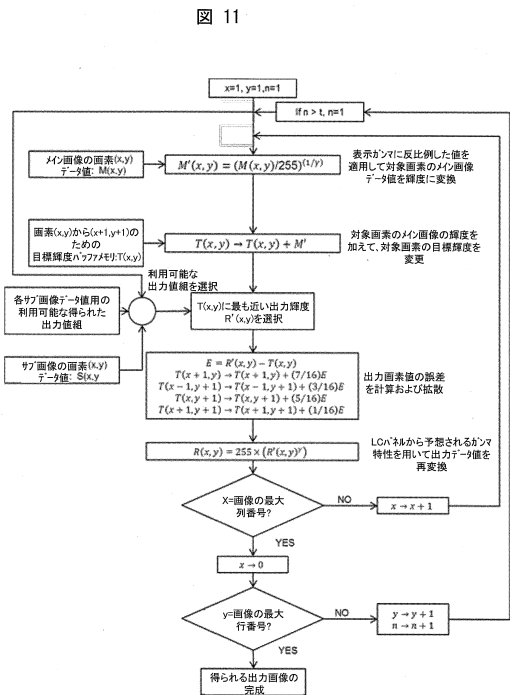 図 11
x=1, y=1,n=1
if n > t, n=1
メイン画像の画素(x,y)
データ値: M(x,y)
M'(x,y) = (M(x,y)/255)^(1/γ)
表示ガンマに反比例した値を
適用して対象画素のメイン画像
データ値を輝度に変換
画素(x,y)から(x+1,y+1)の
ための
目標輝度バッファメモリ:T(x,y)
T(x,y) → T(x,y) + M'
対象画素のメイン画像の輝度を
加えて、対象画素の目標輝度を
変更
利用可能な
出力値組を選択
各サブ画像データ値用の
利用可能な得られた
出力値組
T(x,y)に最も近い出力輝度
R'(x,y)を選択
サブ画像の画素(x,y)
データ値: S(x,y
E = R'(x,y) − T(x,y)
T(x+1,y) → T(x+1,y) + (7/16)E
T(x−1,y+1) → T(x−1,y+1) + (3/16)E
T(x,y+1) → T(x,y+1) + (5/16)E
T(x+1,y+1) → T(x+1,y+1) + (1/16)E
出力画素値の誤差
を計算および拡散
R(x,y) = 255 × (R'(x,y)^γ)
LCパネルから予想されるガンマ
特性を用いて出力データ値を
再変換
X=画像の最大
列番号?
NO
x → x + 1
YES
x → 0
y=画像の最大
行番号?
NO
y → y + 1
n → n + 1
YES
得られる出力画像の
完成